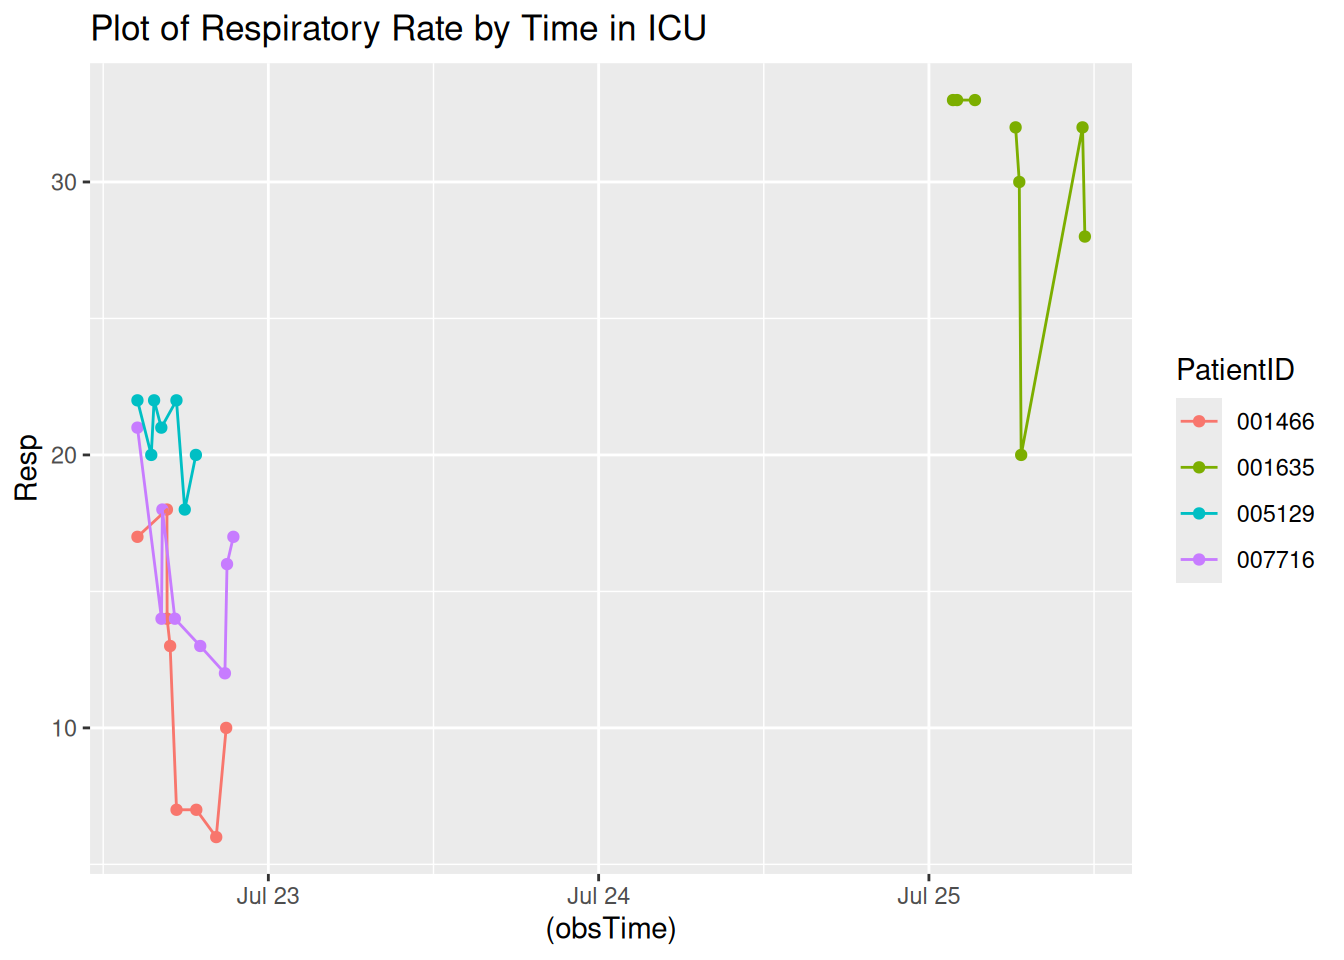 Plot of Respiratory Rate by Time in ICU
30
20
10
Resp
Jul 23
Jul 24
Jul 25
(obsTime)
PatientID
001466
001635
005129
007716